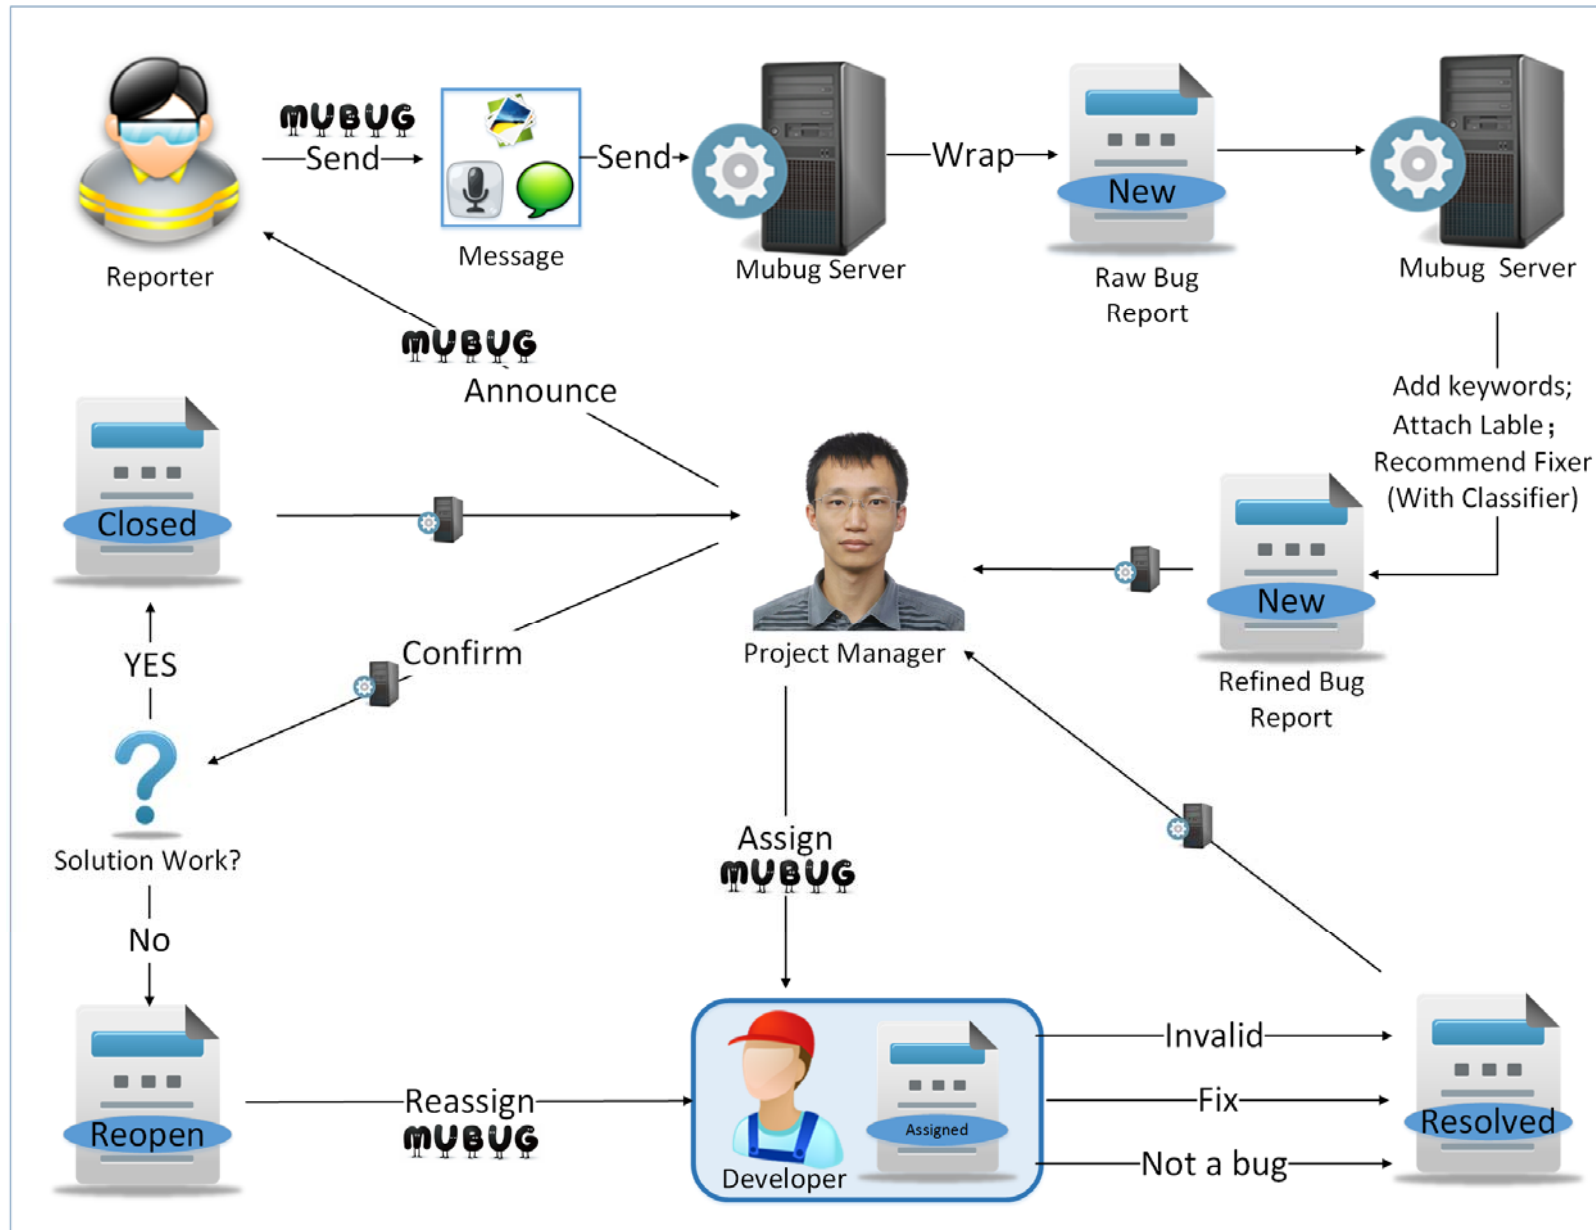 MUBUG
Send
Send
Wrap
New
Reporter
Message
Mubug Server
Raw Bug
Report
Mubug Server
MUBUG
Announce
Add keywords;
Attach Lable；
Recommend Fixer
(With Classifier)
Closed
New
Confirm
YES
Project Manager
Refined Bug
Report
Solution Work?
Assign
MUBUG
No
Invalid
Reassign
MUBUG
Fix
Reopen
Assigned
Resolved
Not a bug
Developer